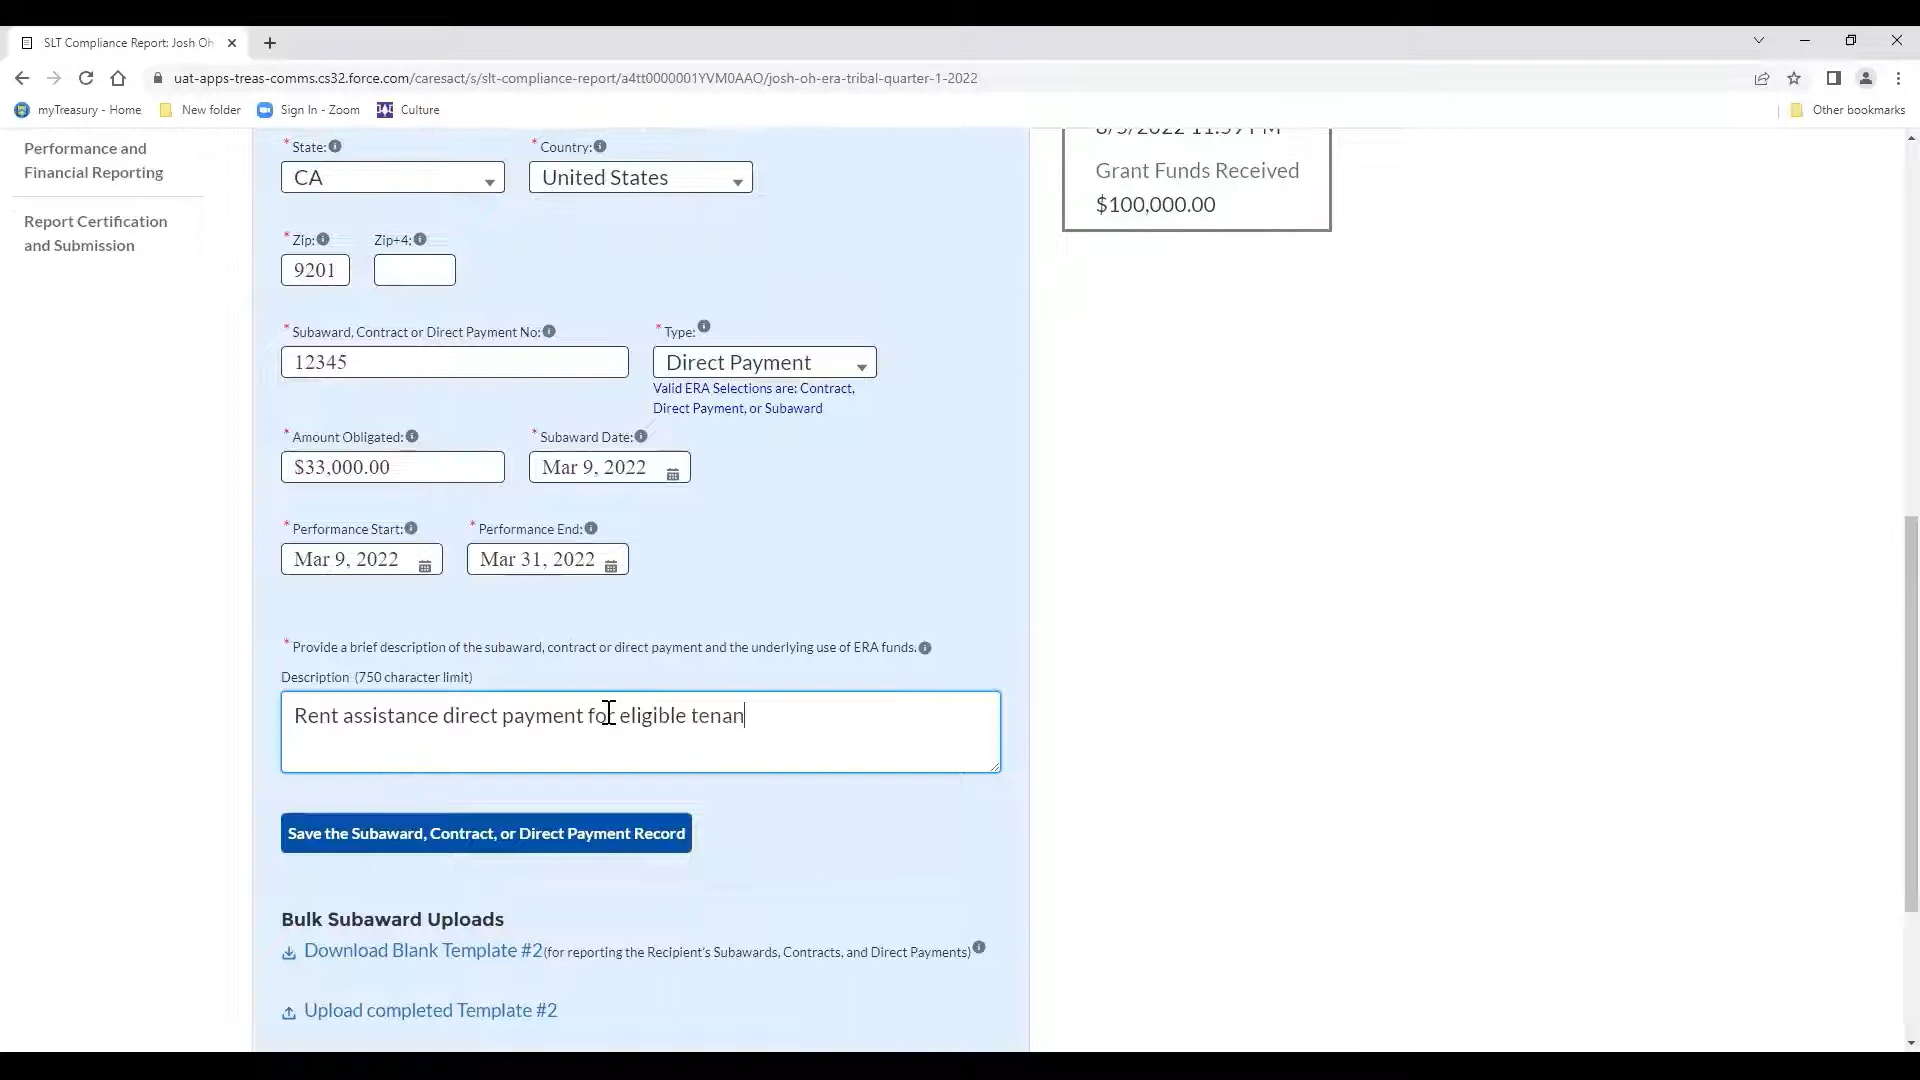 SLT Compliance Report: Josh Oh
uat-apps-treas-comms.cs32.force.com/caresact/s/slt-compliance-report/a4tt0000001YVM0AAO/josh-oh-era-tribal-quarter-1-2022
myTreasury - Home New folder Sign In - Zoom Culture Other bookmarks
Performance and
Financial Reporting
Report Certification
and Submission
* State: * Country:
CA United States
* Zip: Zip+4:
9201
* Subaward, Contract or Direct Payment No: * Type:
12345 Direct Payment
Valid ERA Selections are: Contract,
Direct Payment, or Subaward
* Amount Obligated: * Subaward Date:
$33,000.00 Mar 9, 2022
* Performance Start: * Performance End:
Mar 9, 2022 Mar 31, 2022
* Provide a brief description of the subaward, contract or direct payment and the underlying use of ERA funds.
Description (750 character limit)
Rent assistance direct payment for eligible tenan
Save the Subaward, Contract, or Direct Payment Record
Bulk Subaward Uploads
Download Blank Template #2(for reporting the Recipient's Subawards, Contracts, and Direct Payments)
Upload completed Template #2
Grant Funds Received
$100,000.00